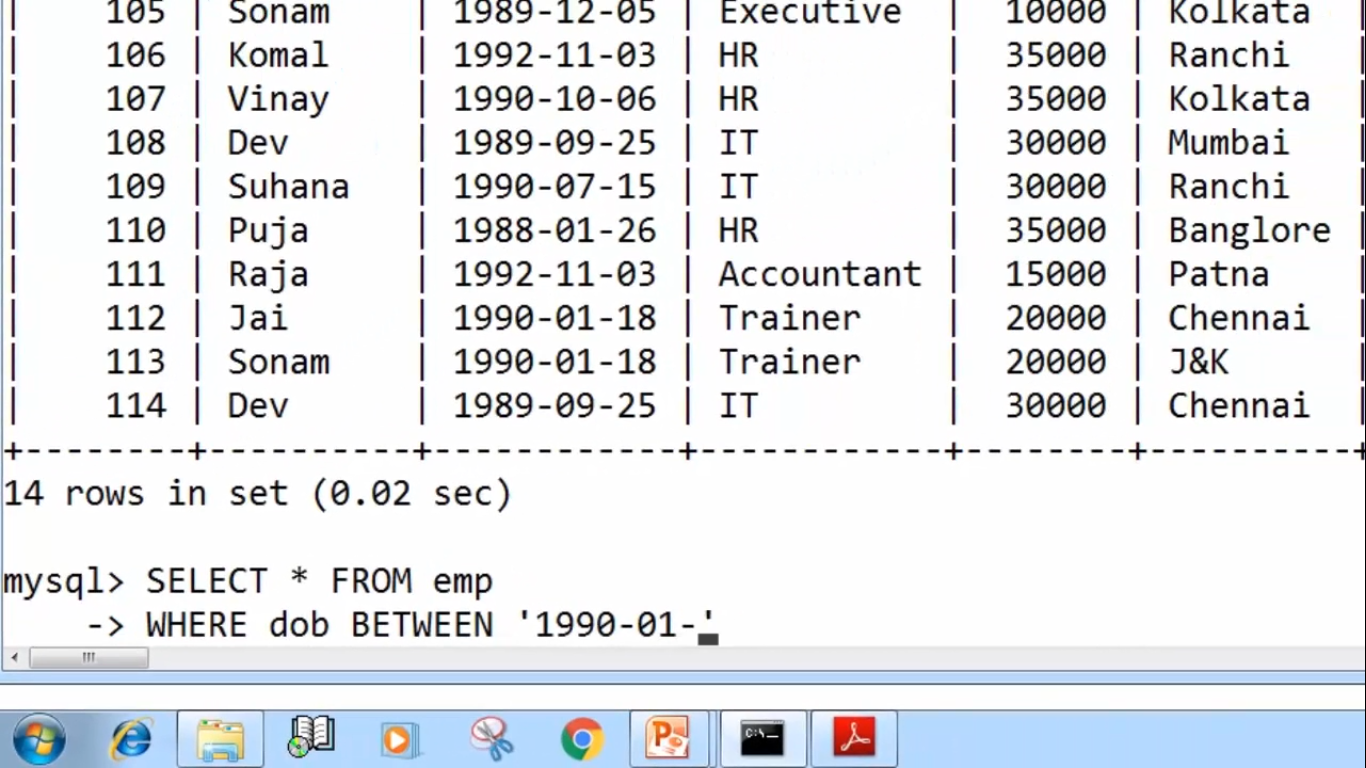 | 105 | Sonam | 1989-12-05 | Executive | 10000 | Kolkata |
| 106 | Komal | 1992-11-03 | HR | 35000 | Ranchi |
| 107 | Vinay | 1990-10-06 | HR | 35000 | Kolkata |
| 108 | Dev | 1989-09-25 | IT | 30000 | Mumbai |
| 109 | Suhana | 1990-07-15 | IT | 30000 | Ranchi |
| 110 | Puja | 1988-01-26 | HR | 35000 | Banglore |
| 111 | Raja | 1992-11-03 | Accountant | 15000 | Patna |
| 112 | Jai | 1990-01-18 | Trainer | 20000 | Chennai |
| 113 | Sonam | 1990-01-18 | Trainer | 20000 | J&K |
| 114 | Dev | 1989-09-25 | IT | 30000 | Chennai |
+--------+----------+------------+------------+--------+----------+
14 rows in set (0.02 sec)
mysql> SELECT * FROM emp
-> WHERE dob BETWEEN '1990-01-'
C:\_